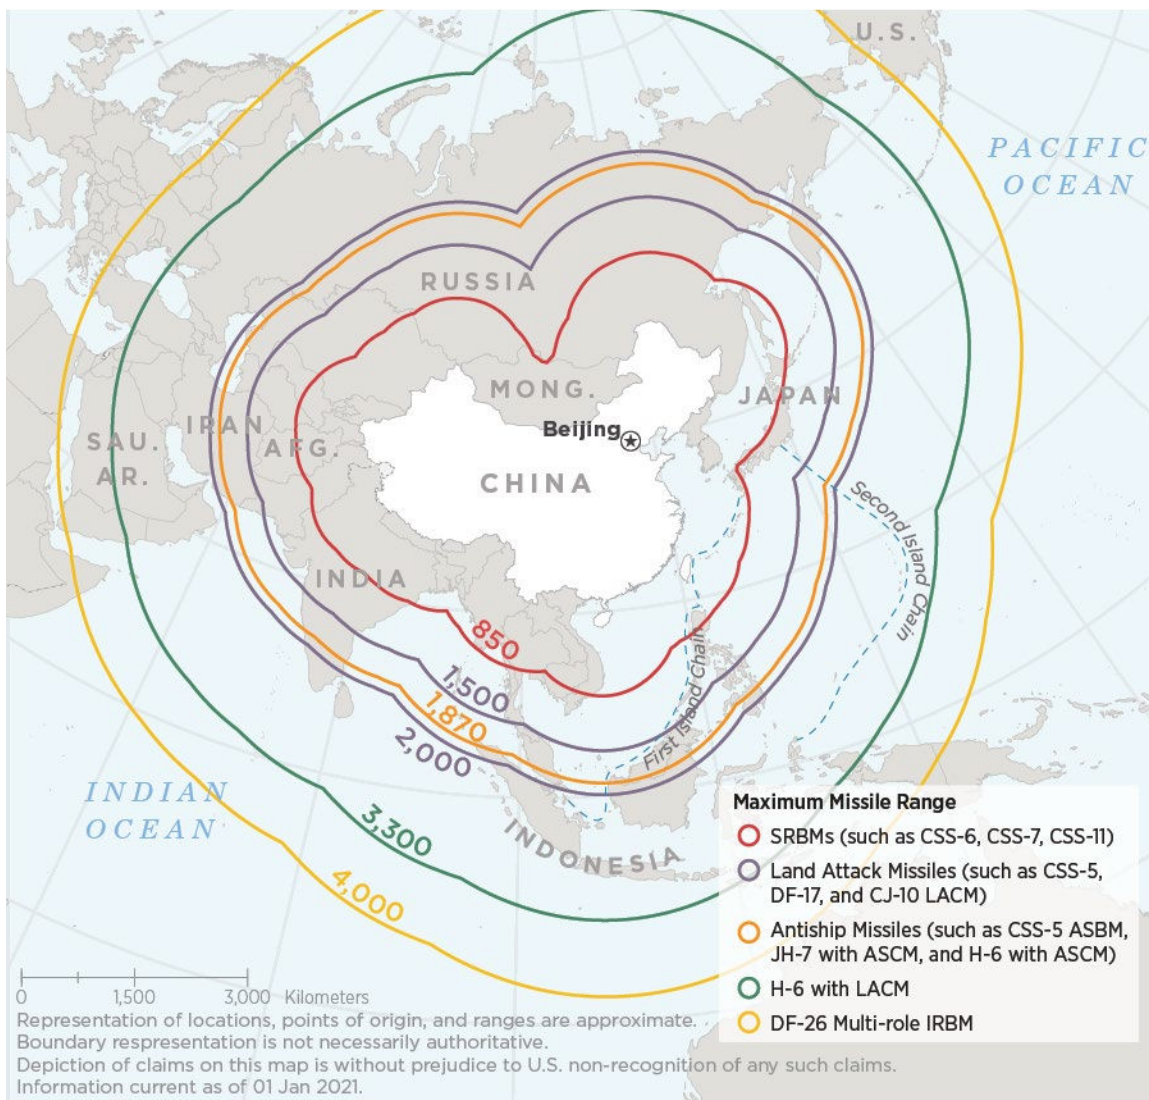 U.S.
PACIFIC
OCEAN
RUSSIA
MONG.
JAPAN
IRAN
SAU.
AR.
AFG.
Beijing
CHINA
Second Island Chain
INDIA
850
First Island Chain
1,500
1,870
2,000
INDIAN
OCEAN
3,300
INDONESIA
4,000
Maximum Missile Range
SRBMs (such as CSS-6, CSS-7, CSS-11)
Land Attack Missiles (such as CSS-5,
DF-17, and CJ-10 LACM)
Antiship Missiles (such as CSS-5 ASBM,
JH-7 with ASCM, and H-6 with ASCM)
H-6 with LACM
DF-26 Multi-role IRBM
0 1,500 3,000 Kilometers
Representation of locations, points of origin, and ranges are approximate.
Boundary respresentation is not necessarily authoritative.
Depiction of claims on this map is without prejudice to U.S. non-recognition of any such claims.
Information current as of 01 Jan 2021.